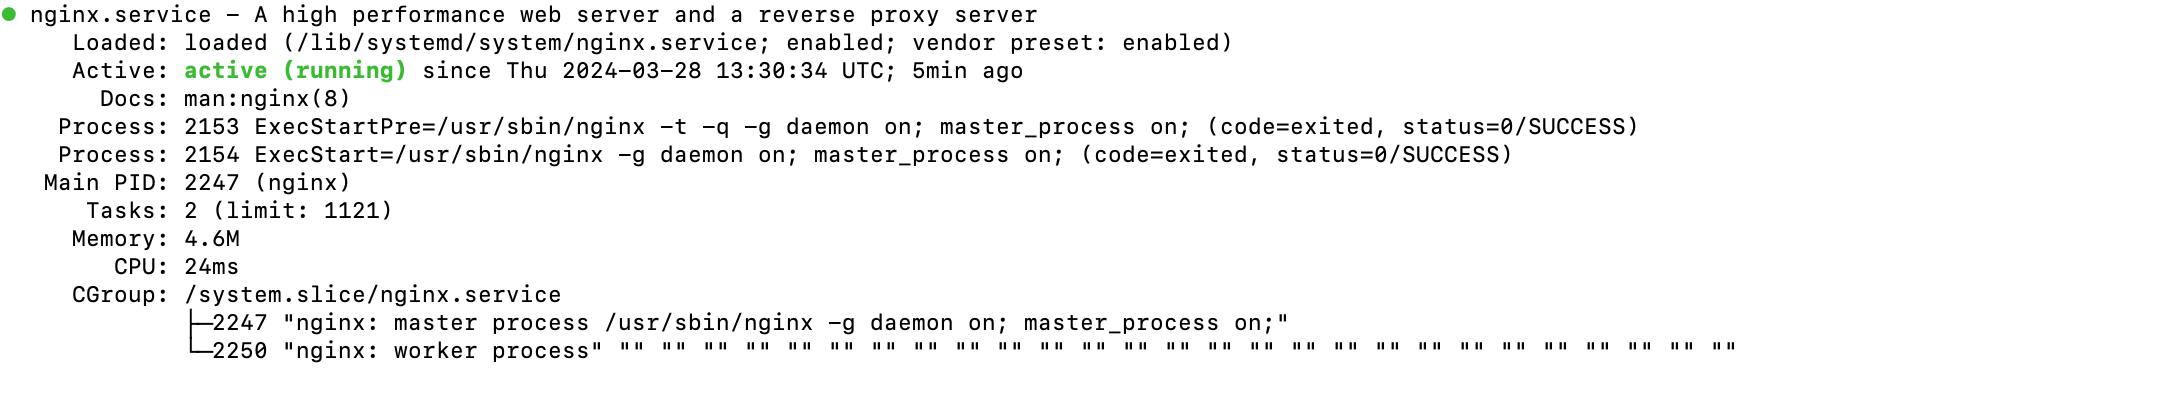 ● nginx.service - A high performance web server and a reverse proxy server
Loaded: loaded (/lib/systemd/system/nginx.service; enabled; vendor preset: enabled)
Active: active (running) since Thu 2024-03-28 13:30:34 UTC; 5min ago
Docs: man:nginx(8)
Process: 2153 ExecStartPre=/usr/sbin/nginx -t -q -g daemon on; master_process on; (code=exited, status=0/SUCCESS)
Process: 2154 ExecStart=/usr/sbin/nginx -g daemon on; master_process on; (code=exited, status=0/SUCCESS)
Main PID: 2247 (nginx)
Tasks: 2 (limit: 1121)
Memory: 4.6M
CPU: 24ms
CGroup: /system.slice/nginx.service
├─2247 "nginx: master process /usr/sbin/nginx -g daemon on; master_process on;"
└─2250 "nginx: worker process" "" "" "" "" "" "" "" "" "" "" "" "" "" "" "" "" "" "" "" "" "" "" "" "" "" "" ""